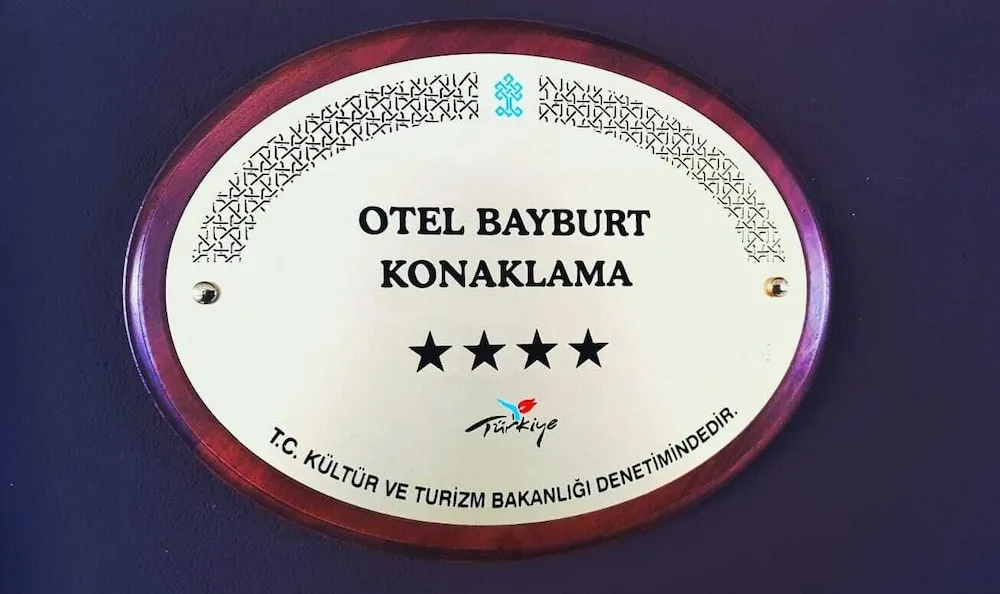 OTEL BAYBURT
KONAKLAMA
★★★★
Türkiye
T.C. KÜLTÜR VE TURİZM BAKANLIĞI DENETİMİNDEDİR.